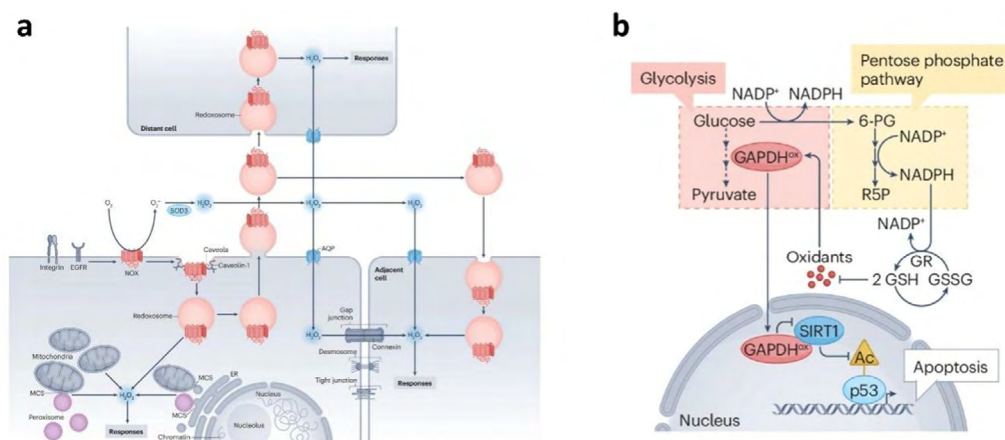 a
Distant cell
Redoxosome
H₂O₂
Responses
O₂
O₂⁻
SOD3
H₂O₂
H₂O₂
H₂O₂
Integrin
EGFR
NOX
Caveola
Caveolin-1
AQP
Adjacent cell
Redoxosome
Gap junction
Connexin
Desmosome
Tight junction
H₂O₂
H₂O₂
Responses
Mitochondria
MCS
Peroxisome
H₂O₂
Responses
MCS
MCS
ER
Nucleus
Nucleolus
Chromatin
b
Glycolysis
Pentose phosphate
pathway
NADP⁺
NADPH
Glucose
6-PG
NADP⁺
GAPDHᵒˣ
NADPH
Pyruvate
R5P
NADP⁺
GR
Oxidants
2 GSH
GSSG
SIRT1
GAPDHᵒˣ
Ac
p53
Apoptosis
Nucleus